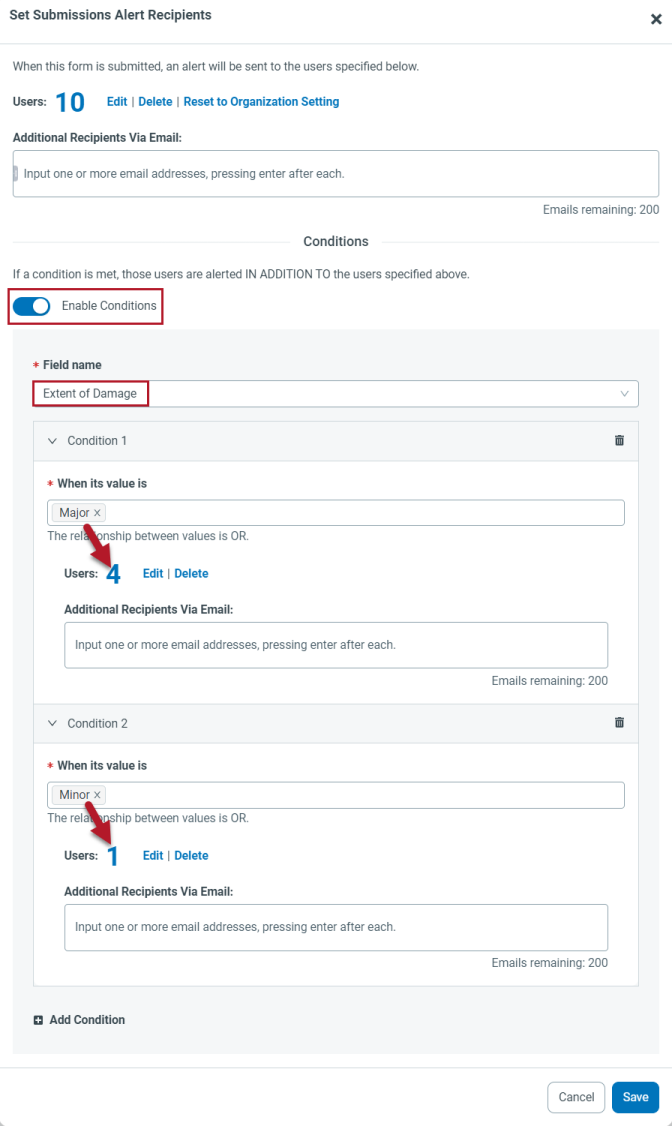 Set Submissions Alert Recipients
When this form is submitted, an alert will be sent to the users specified below.
Users: 10 Edit | Delete | Reset to Organization Setting
Additional Recipients Via Email:
Input one or more email addresses, pressing enter after each.
Emails remaining: 200
Conditions
If a condition is met, those users are alerted IN ADDITION TO the users specified above.
Enable Conditions
* Field name
Extent of Damage
Condition 1
* When its value is
Major ×
The relationship between values is OR.
Users: 4 Edit | Delete
Additional Recipients Via Email:
Input one or more email addresses, pressing enter after each.
Emails remaining: 200
Condition 2
* When its value is
Minor ×
The relationship between values is OR.
Users: 1 Edit | Delete
Additional Recipients Via Email:
Input one or more email addresses, pressing enter after each.
Emails remaining: 200
Add Condition
Cancel Save